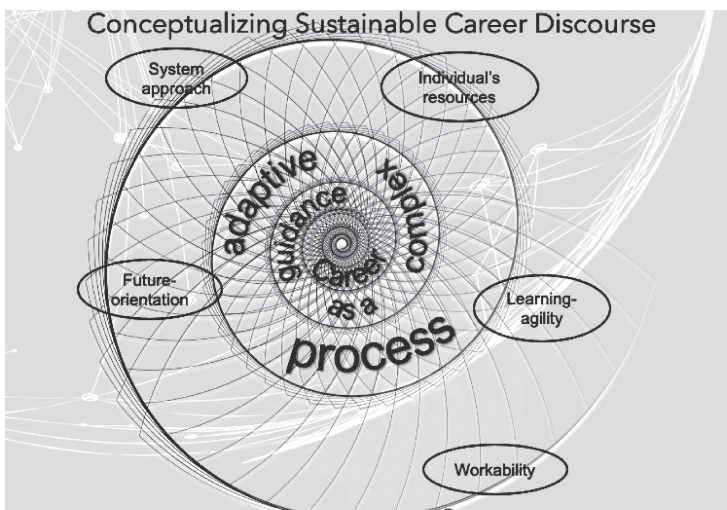 Conceptualizing Sustainable Career Discourse
System
approach
Individual's
resources
adaptive
complex
guidance
Career
as a
process
Future-
orientation
Learning-
agility
Workability